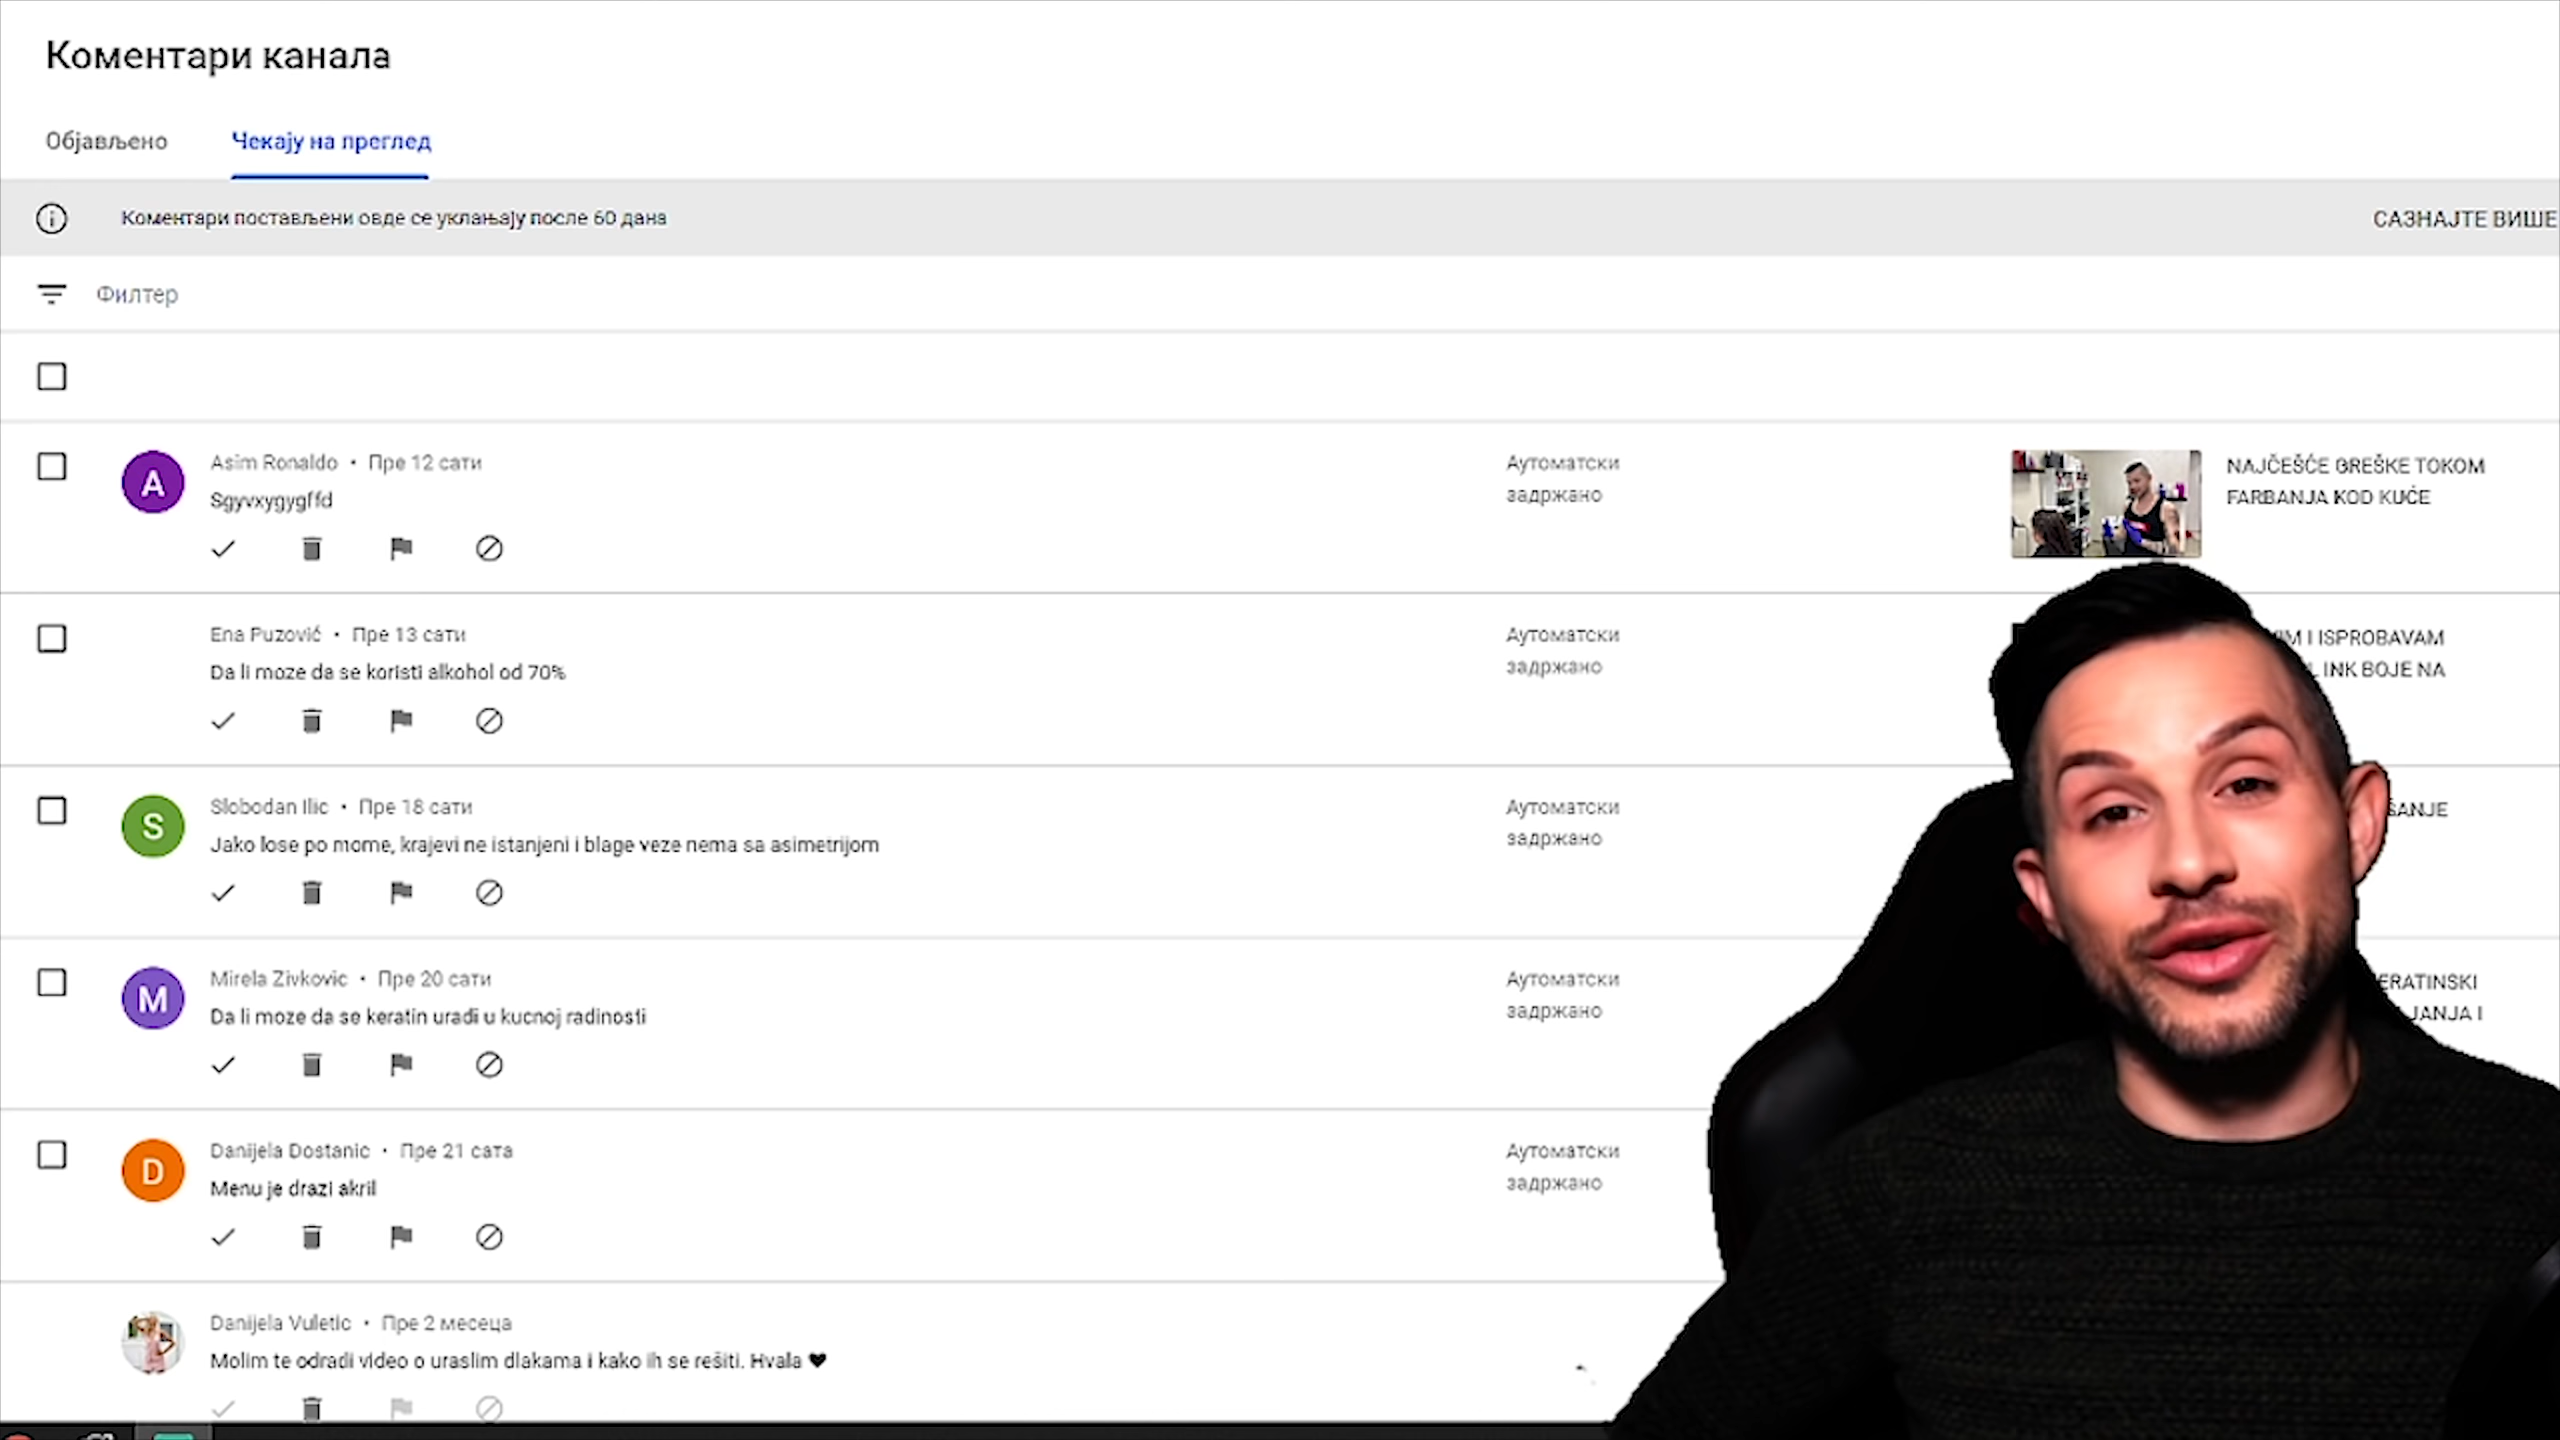 Коментари канала
Објављено
Чекају на преглед
Коментари постављени овде се уклањају после 60 дана
САЗНАЈТЕ ВИШЕ
Филтер
A
Asim Ronaldo • Пре 12 сати
Sgyvxygygffd
Аутоматски
задржано
NAJČEŠĆE GREŠKE TOKOM
FARBANJA KOD KUĆE
Ena Puzović • Пре 13 сати
Da li moze da se koristi alkohol od 70%
Аутоматски
задржано
I ISPROBAVAM
INK BOJE NA
S
Slobodan Ilic • Пре 18 сати
Jako lose po mome, krajevi ne istanjeni i blage veze nema sa asimetrijom
Аутоматски
задржано
M
Mirela Zivkovic • Пре 20 сати
Da li moze da se keratin uradi u kucnoj radinosti
Аутоматски
задржано
ERATINSKI
JANJA I
D
Danijela Dostanic • Пре 21 сата
Menu je drazi akril
Аутоматски
задржано
Danijela Vuletic • Пре 2 месеца
Molim te odradi video o uraslim dlakama i kako ih se rešiti. Hvala ♥